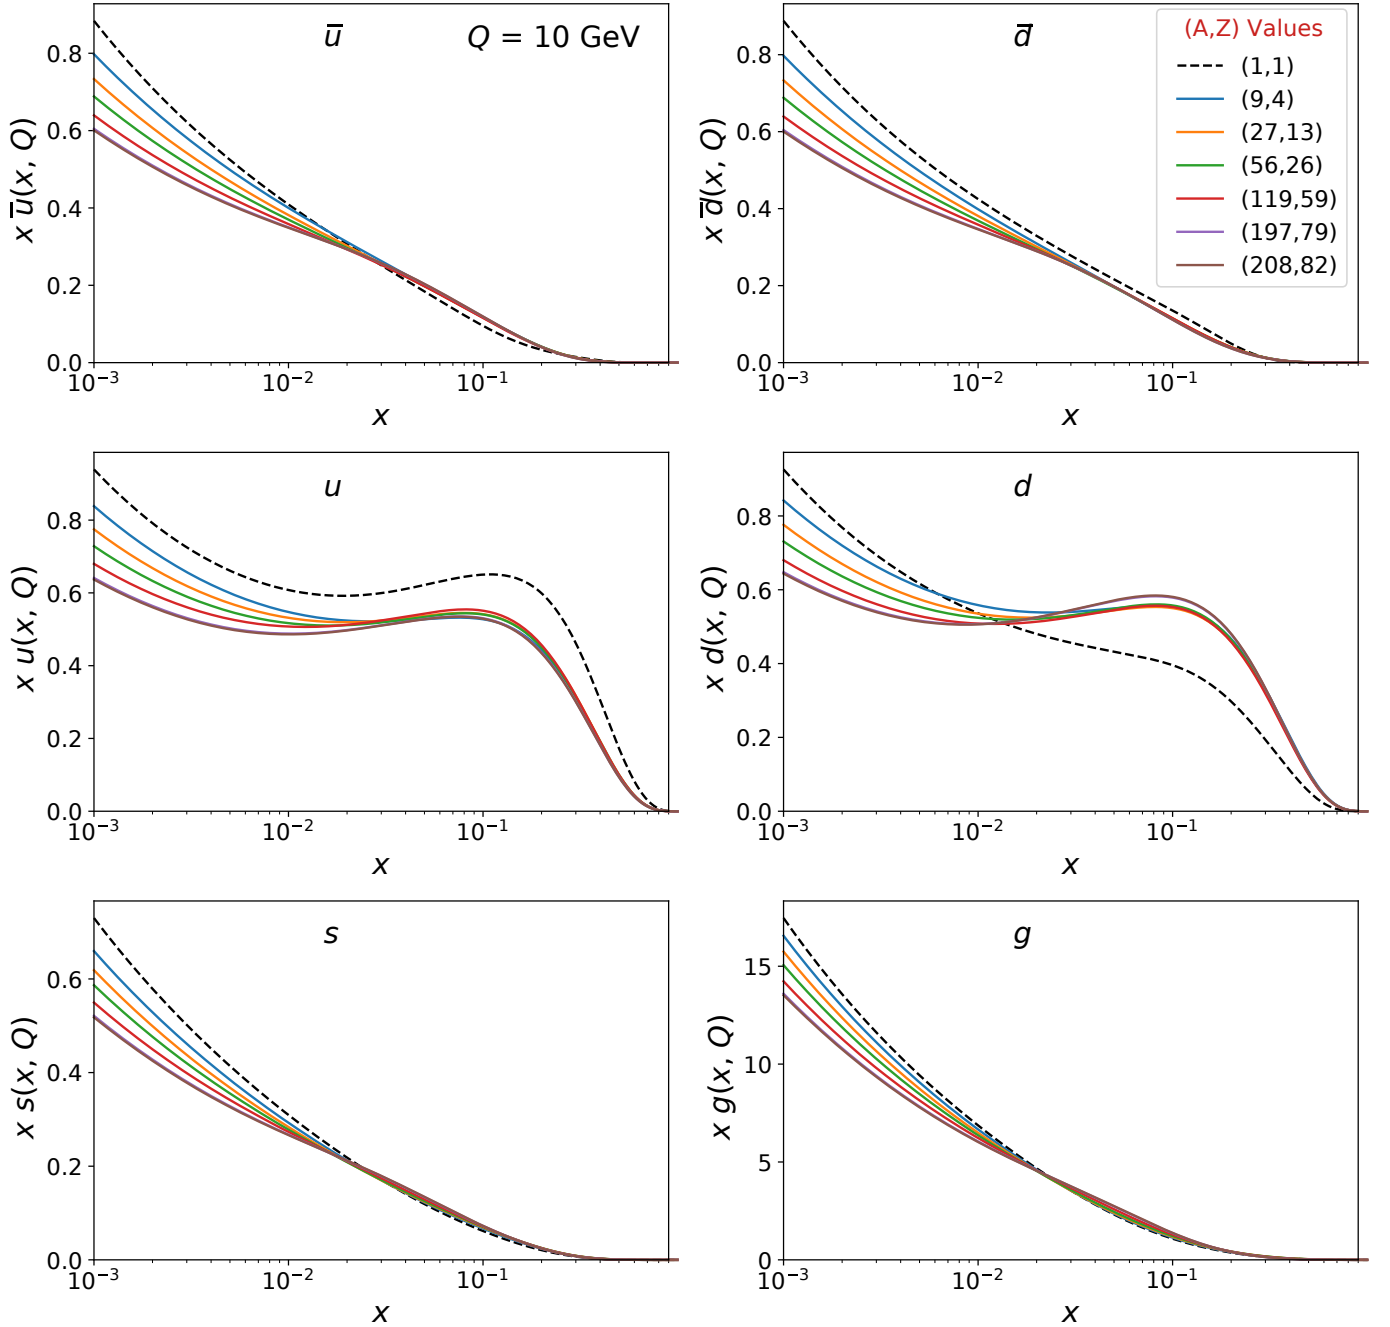 u̅
Q = 10 GeV
0.8
0.6
0.4
0.2
0.0
x u̅(x, Q)
10⁻³
10⁻²
10⁻¹
x
d̅
(A,Z) Values
(1,1)
(9,4)
(27,13)
(56,26)
(119,59)
(197,79)
(208,82)
0.8
0.6
0.4
0.2
0.0
x d̅(x, Q)
10⁻³
10⁻²
10⁻¹
x
u
0.8
0.6
0.4
0.2
0.0
x u(x, Q)
10⁻³
10⁻²
10⁻¹
x
d
0.8
0.6
0.4
0.2
0.0
x d(x, Q)
10⁻³
10⁻²
10⁻¹
x
s
0.6
0.4
0.2
0.0
x s(x, Q)
10⁻³
10⁻²
10⁻¹
x
g
15
10
5
0
x g(x, Q)
10⁻³
10⁻²
10⁻¹
x